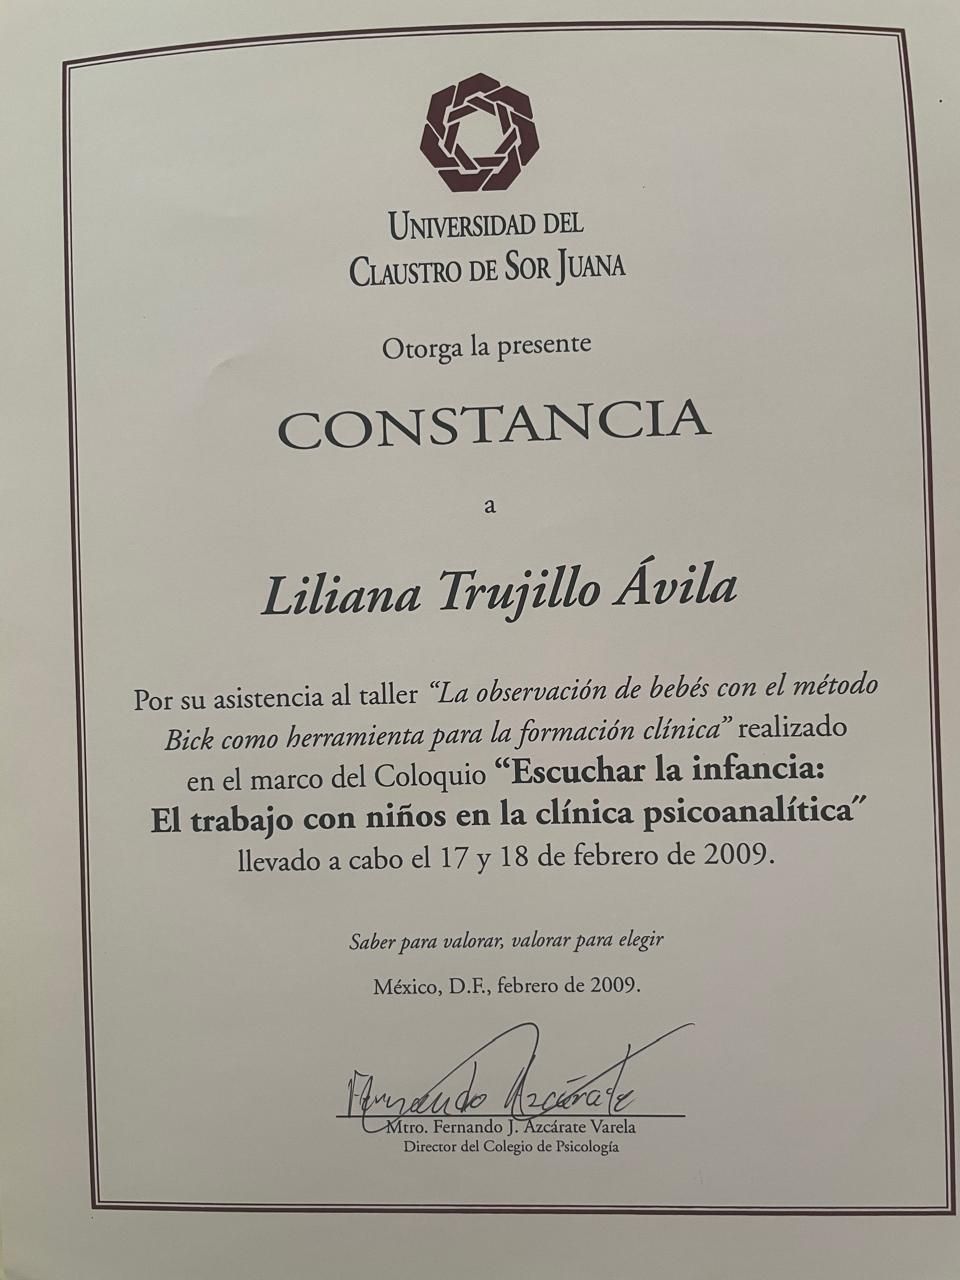 UNIVERSIDAD DEL
CLAUSTRO DE SOR JUANA
Otorga la presente
CONSTANCIA
a
Liliana Trujillo Ávila
Por su asistencia al taller “La observación de bebés con el método
Bick como herramienta para la formación clínica” realizado
en el marco del Coloquio “Escuchar la infancia:
El trabajo con niños en la clínica psicoanalítica”
llevado a cabo el 17 y 18 de febrero de 2009.
Saber para valorar, valorar para elegir
México, D.F., febrero de 2009.
Fernando Azcárate
Mtro. Fernando J. Azcárate Varela
Director del Colegio de Psicología